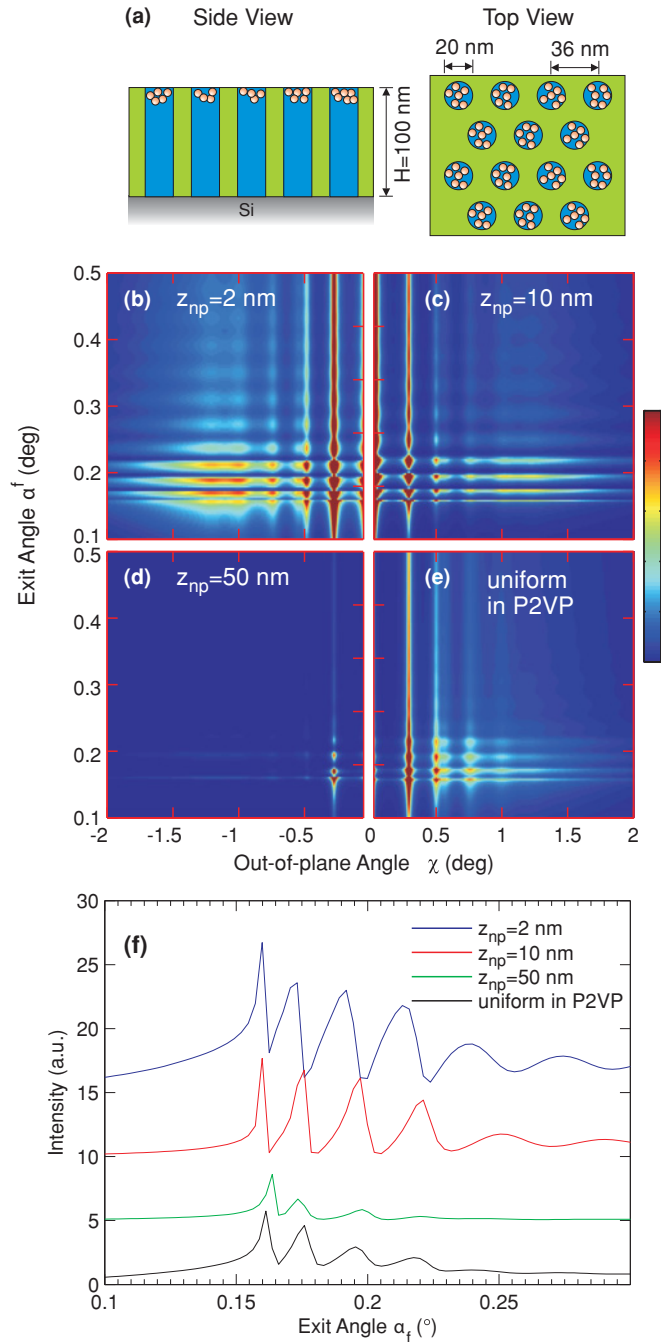 (a) Side View Top View
20 nm 36 nm
H=100 nm
Si
0.5 (b) z_np=2 nm (c) z_np=10 nm
0.4
0.3
0.2
0.1
Exit Angle α^f (deg)
0.5 (d) z_np=50 nm (e) uniform
in P2VP
0.4
0.3
0.2
0.1
-2 -1.5 -1 -0.5 0 0.5 1 1.5 2
Out-of-plane Angle χ (deg)
30
(f) z_np=2 nm
25 z_np=10 nm
z_np=50 nm
uniform in P2VP
20
15
10
5
0
Intensity (a.u.)
0.1 0.15 0.2 0.25
Exit Angle α_f (°)